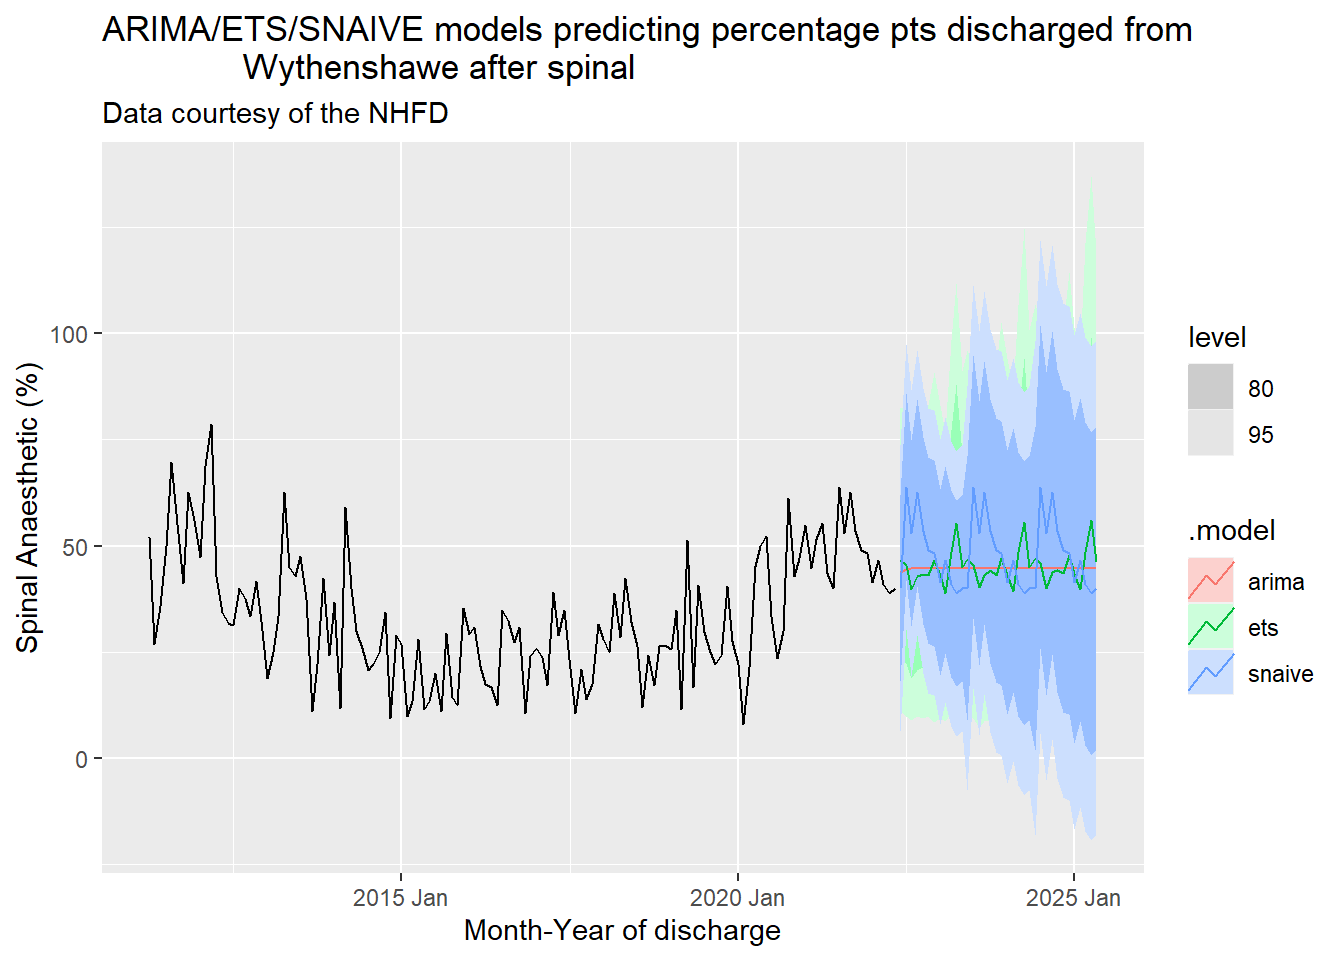 ARIMA/ETS/SNAIVE models predicting percentage pts discharged from
Wythenshawe after spinal
Data courtesy of the NHFD
Spinal Anaesthetic (%)
100
50
0
2015 Jan
2020 Jan
2025 Jan
Month-Year of discharge
level
80
95
.model
arima
ets
snaive